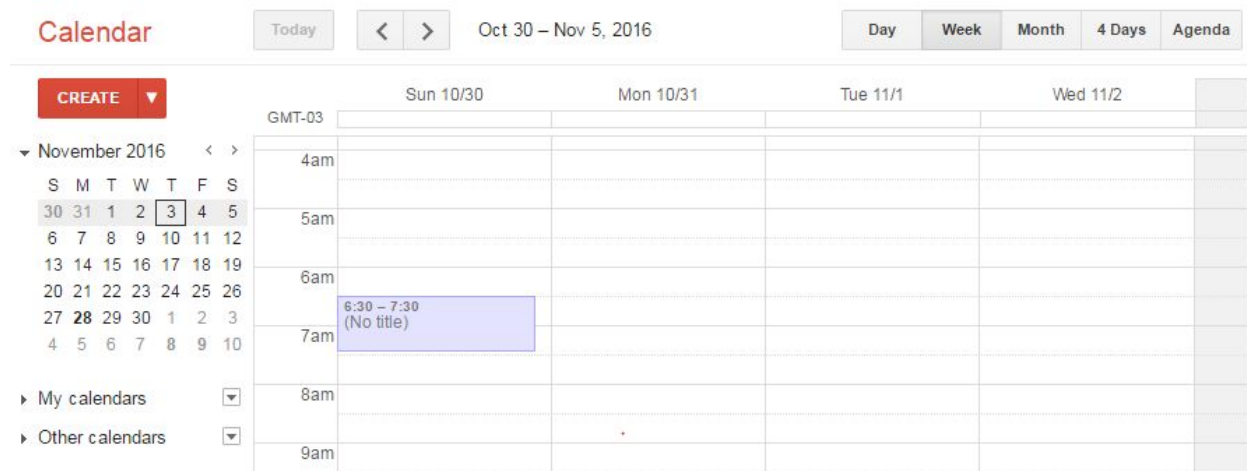 Calendar
Today
Oct 30 – Nov 5, 2016
Day Week Month 4 Days Agenda
CREATE
Sun 10/30 Mon 10/31 Tue 11/1 Wed 11/2
GMT-03
November 2016
S M T W T F S
30 31 1 2 3 4 5
6 7 8 9 10 11 12
13 14 15 16 17 18 19
20 21 22 23 24 25 26
27 28 29 30 1 2 3
4 5 6 7 8 9 10
My calendars
Other calendars
4am
5am
6am
6:30 – 7:30
(No title)
7am
8am
9am